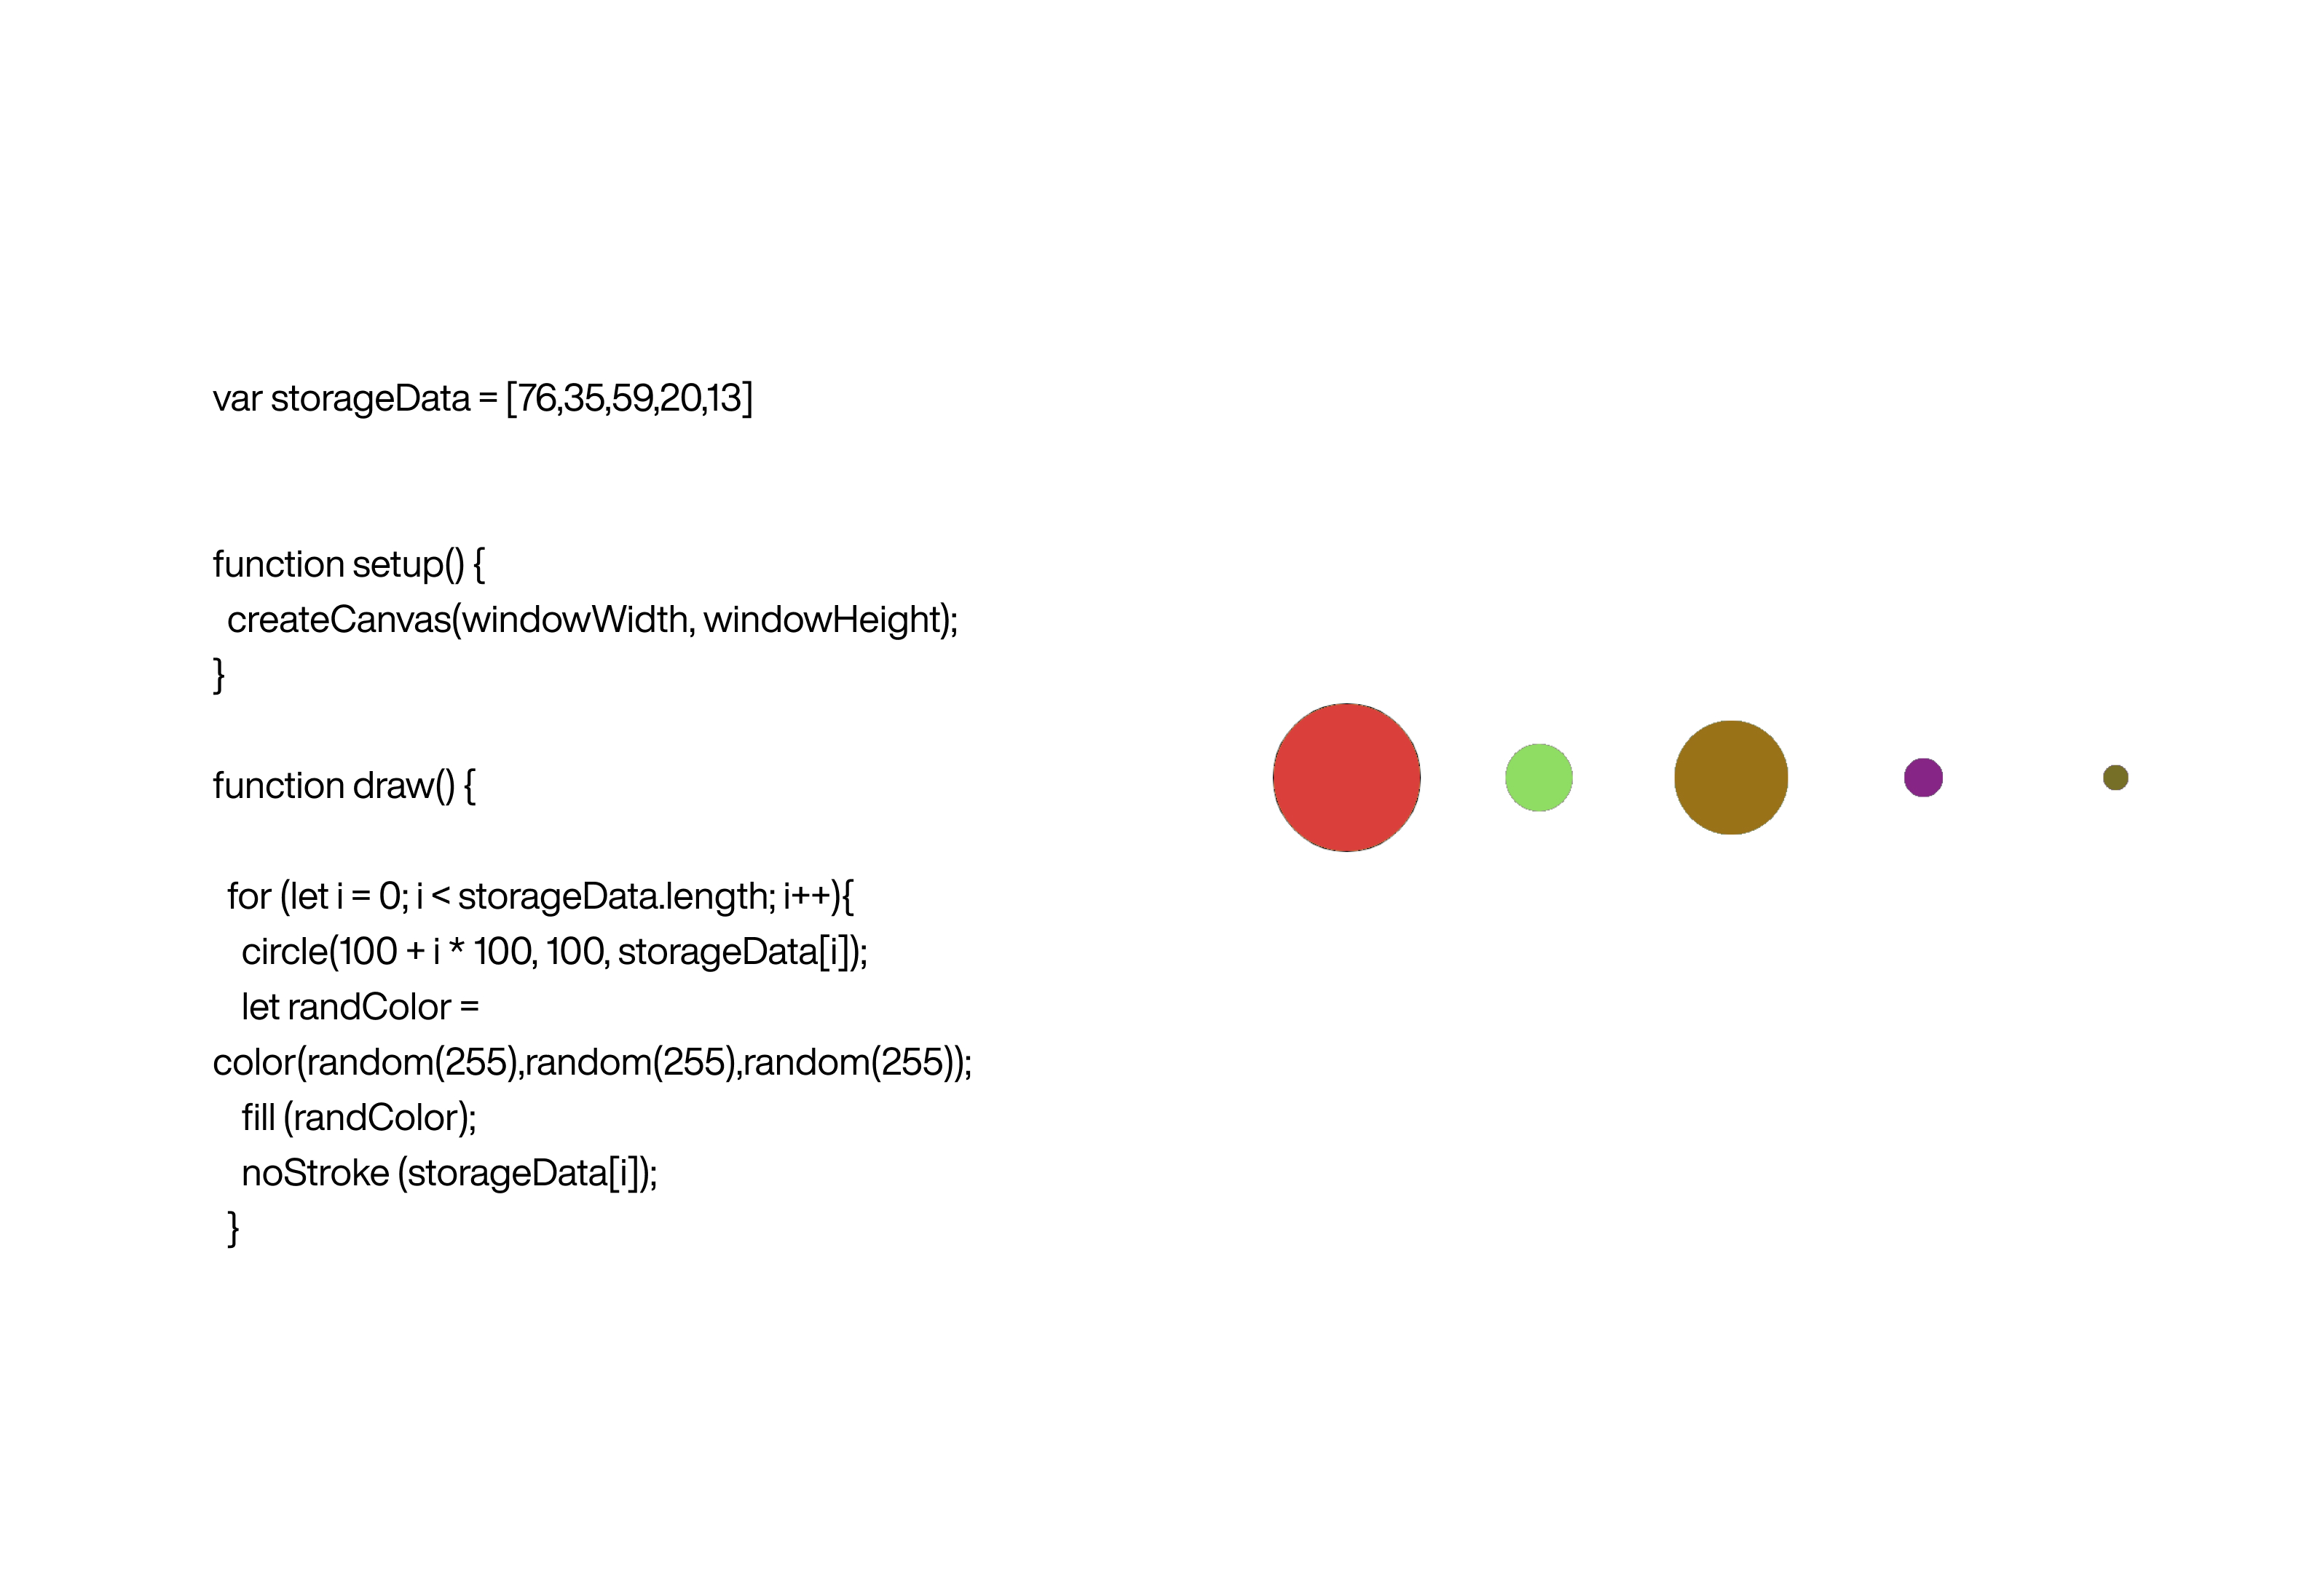 var storageData = [76,35,59,20,13]
function setup() {
createCanvas(windowWidth, windowHeight);
}
function draw() {
for (let i = 0; i < storageData.length; i++){
circle(100 + i * 100, 100, storageData[i]);
let randColor =
color(random(255),random(255),random(255));
fill (randColor);
noStroke (storageData[i]);
}